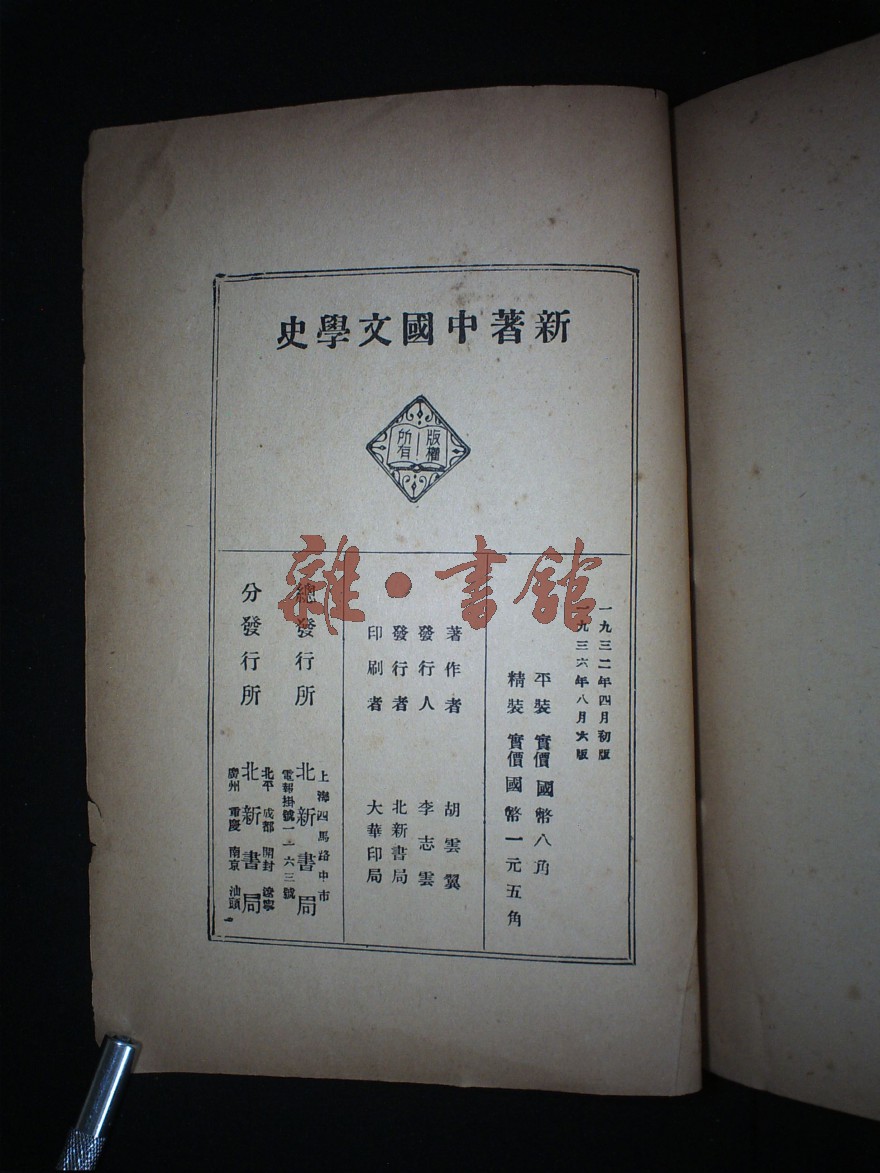 新著中國文學史
版權
所有
雜·書館
一九三二年四月初版
一九三六年八月六版
平裝 實價國幣八角
精裝 實價國幣一元五角
著作者 胡雲翼
發行人 李志雲
發行者 北新書局
印刷者 大華印局
總發行所
上海四馬路中市
北新書局
電報掛號一一六三號
分發行所
北平 成都 開封 遼寧
北新書局
廣州 重慶 南京 汕頭